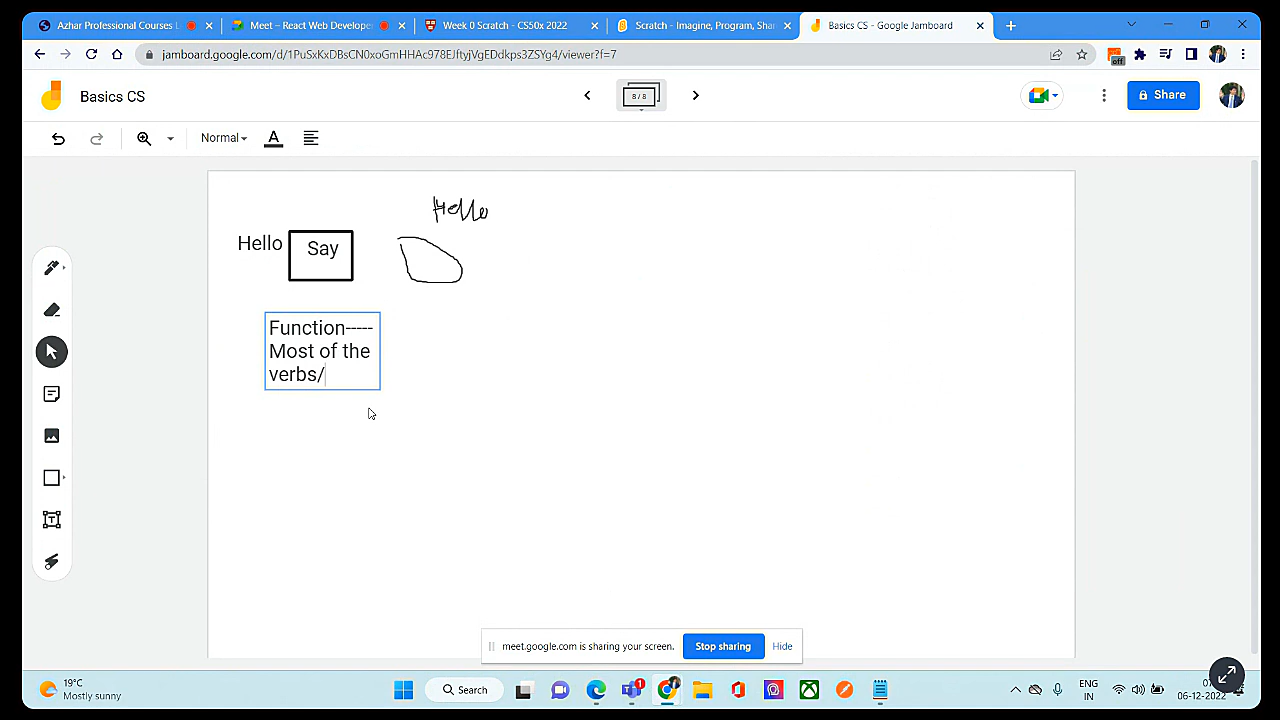 Azhar Professional Courses L
Meet – React Web Develope
Week 0 Scratch - CS50x 2022
Scratch - Imagine, Program, Shar
Basics CS - Google Jamboard
jamboard.google.com/d/1PuSxKxDBsCN0xoGmHHAc978EJftyjVgEDdkps3ZSYg4/viewer?f=7
off
Basics CS
8 / 8
Share
Normal
A
Hello
Hello
Say
Function-----
Most of the
verbs/
meet.google.com is sharing your screen.
Stop sharing
Hide
19°C
Mostly sunny
Search
1
ENG
IN
06-12-2022